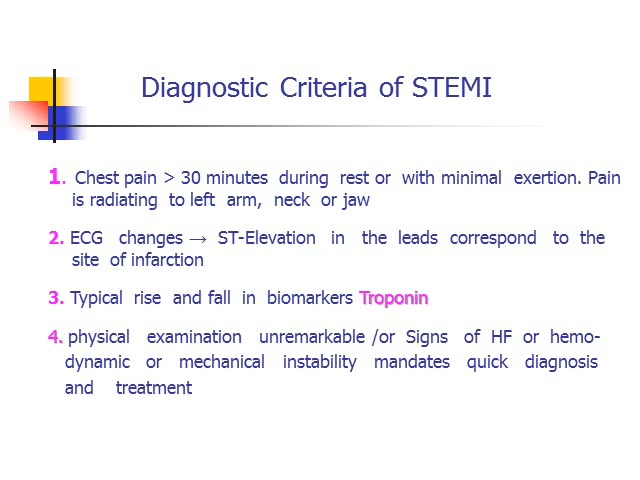 Diagnostic Criteria of STEMI
1. Chest pain > 30 minutes during rest or with minimal exertion. Pain
is radiating to left arm, neck or jaw
2. ECG changes → ST-Elevation in the leads correspond to the
site of infarction
3. Typical rise and fall in biomarkers Troponin
4. physical examination unremarkable /or Signs of HF or hemo-
dynamic or mechanical instability mandates quick diagnosis
and treatment